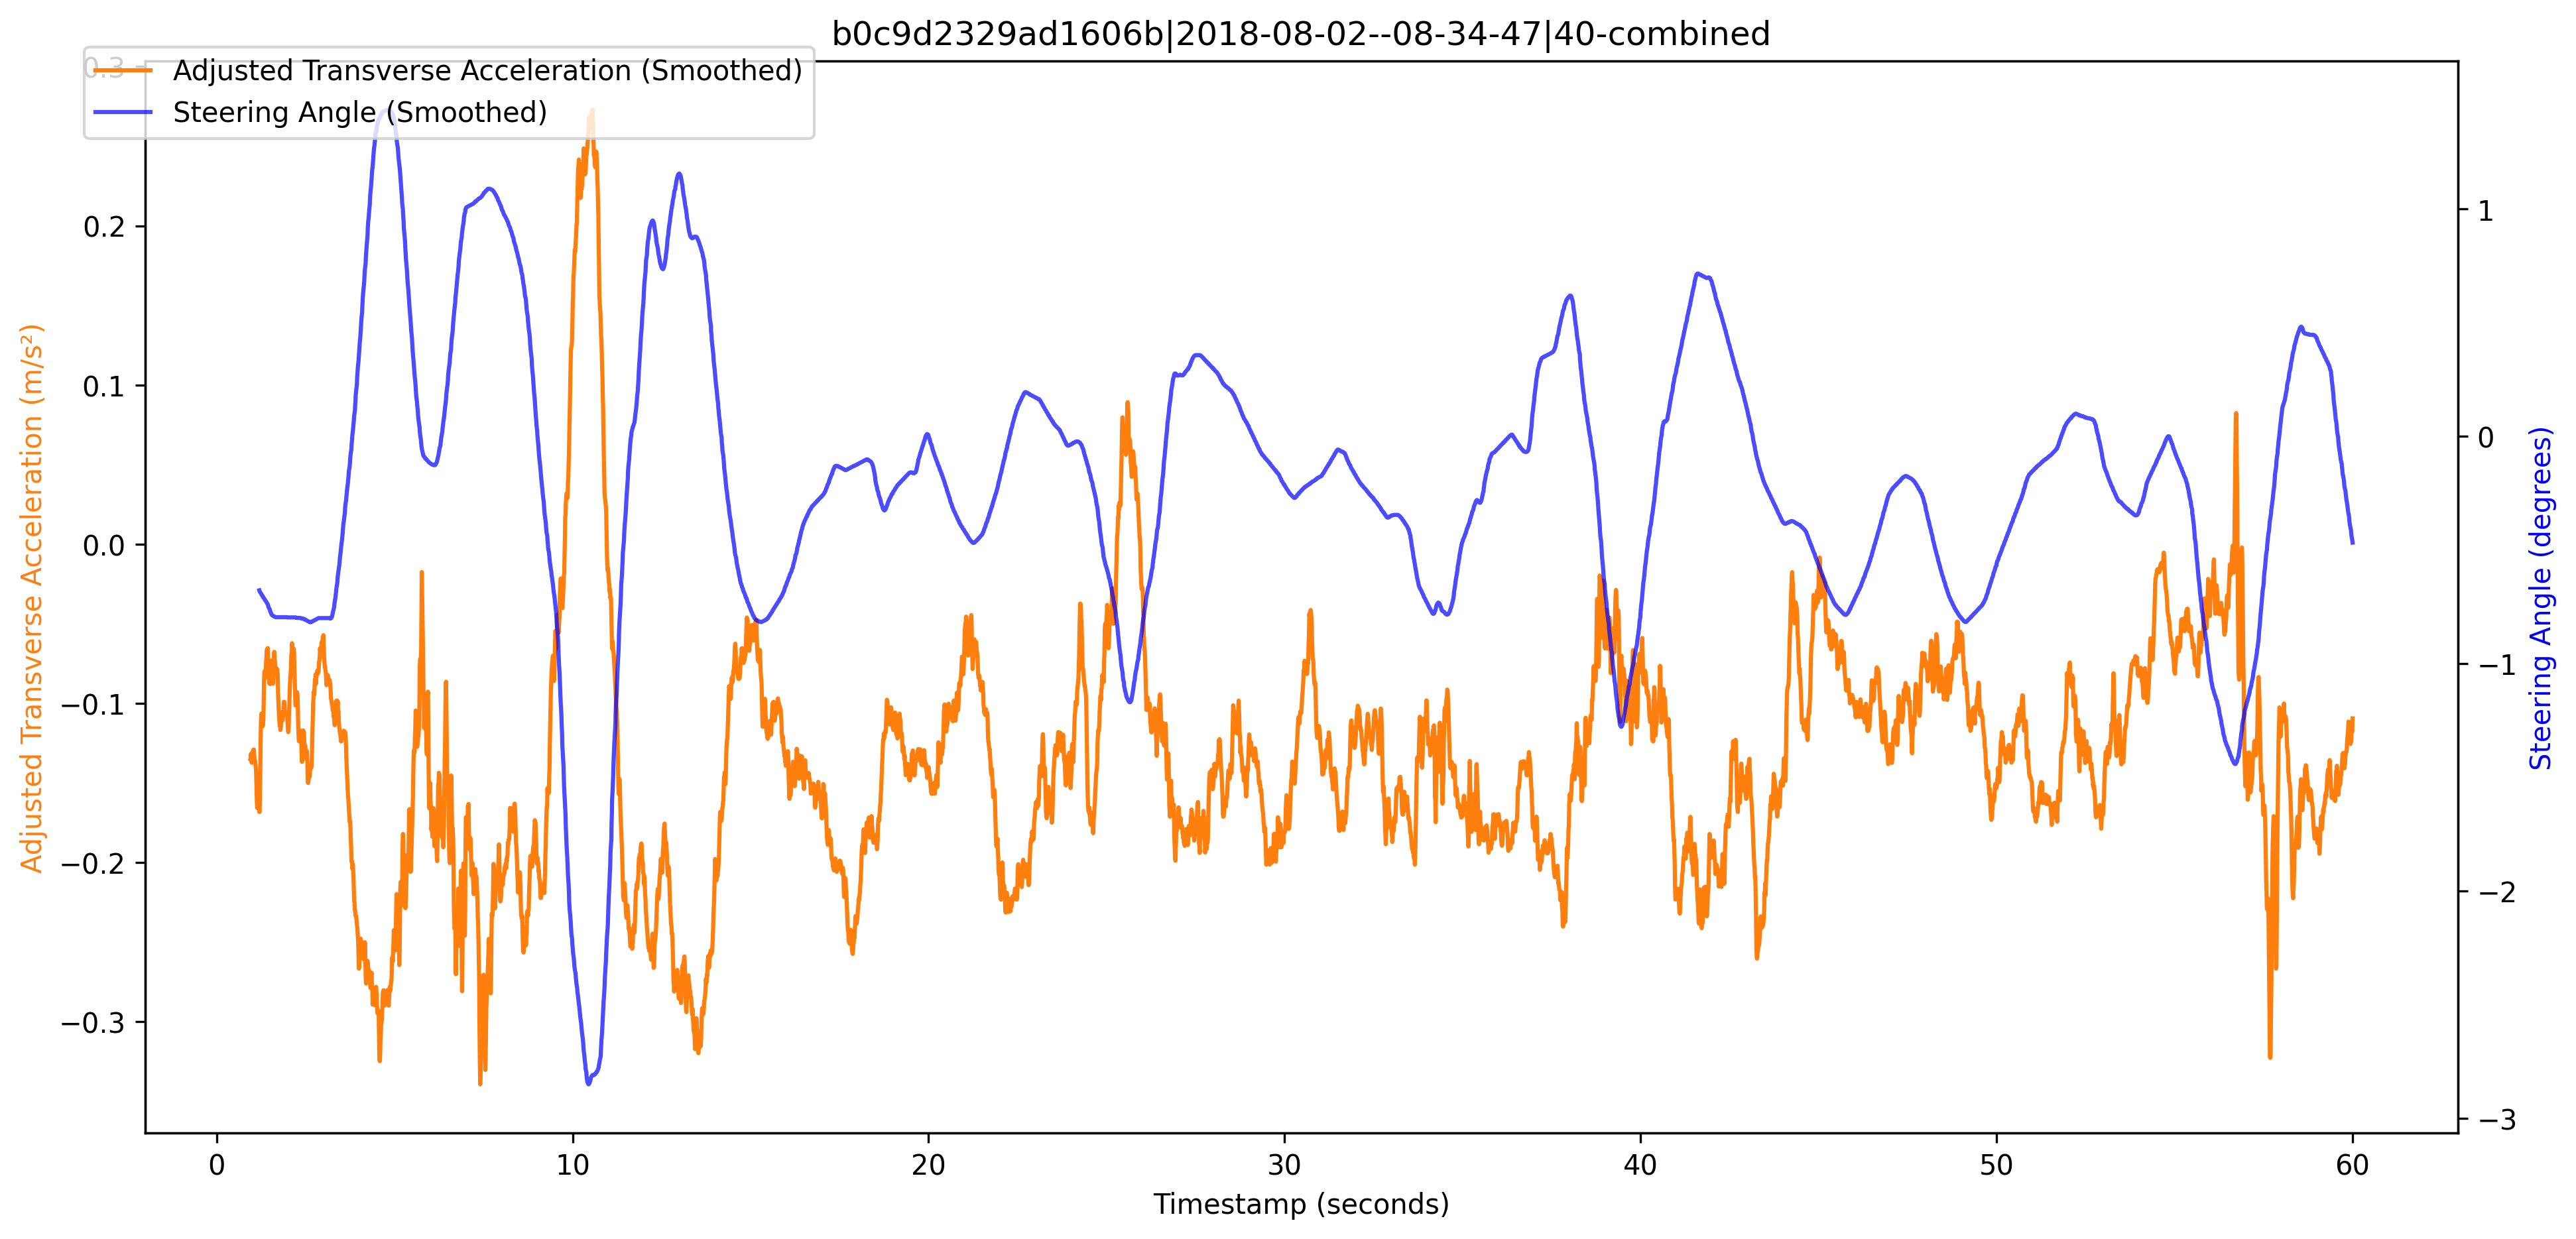 b0c9d2329ad1606b|2018-08-02--08-34-47|40-combined
Adjusted Transverse Acceleration (Smoothed)
Steering Angle (Smoothed)
Adjusted Transverse Acceleration (m/s²)
0.3
0.2
0.1
0.0
−0.1
−0.2
−0.3
1
0
−1
−2
−3
Steering Angle (degrees)
0 10 20 30 40 50 60
Timestamp (seconds)